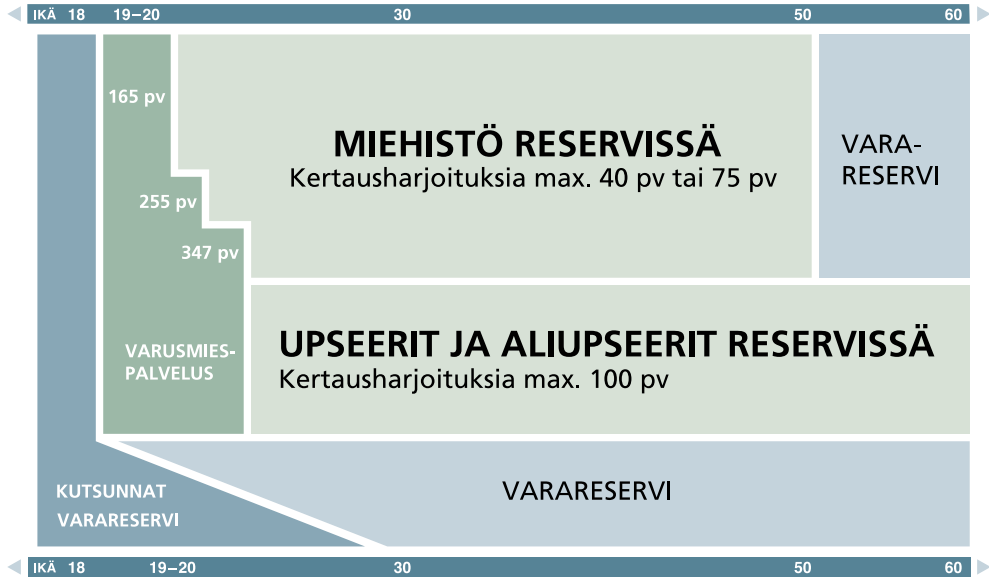 IKÄ 18 19–20 30 50 60
165 pv
MIEHISTÖ RESERVISSÄ
Kertausharjoituksia max. 40 pv tai 75 pv
VARA-
RESERVI
255 pv
347 pv
VARUSMIES-
PALVELUS
UPSEERIT JA ALIUPSEERIT RESERVISSÄ
Kertausharjoituksia max. 100 pv
KUTSUNNAT
VARARESERVI
VARARESERVI
IKÄ 18 19–20 30 50 60